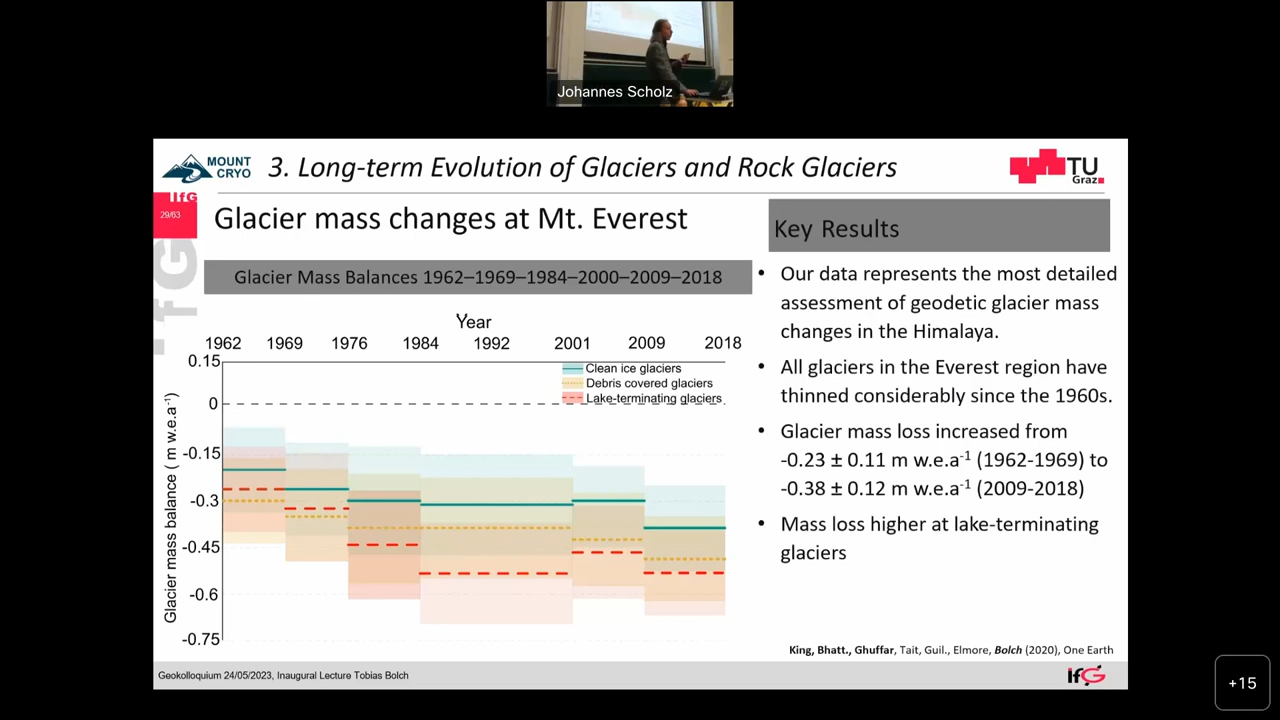 Johannes Scholz
MOUNT
CRYO
3. Long-term Evolution of Glaciers and Rock Glaciers
TU
Graz
IfG
29/63
IfG
Glacier mass changes at Mt. Everest
Glacier Mass Balances 1962–1969–1984–2000–2009–2018
Year
1962 1969 1976 1984 1992 2001 2009 2018
0.15
0
-0.15
-0.3
-0.45
-0.6
-0.75
Glacier mass balance ( m w.e.a⁻¹)
Clean ice glaciers
Debris covered glaciers
Lake-terminating glaciers
Key Results
• Our data represents the most detailed
assessment of geodetic glacier mass
changes in the Himalaya.
• All glaciers in the Everest region have
thinned considerably since the 1960s.
• Glacier mass loss increased from
-0.23 ± 0.11 m w.e.a⁻¹ (1962-1969) to
-0.38 ± 0.12 m w.e.a⁻¹ (2009-2018)
• Mass loss higher at lake-terminating
glaciers
King, Bhatt., Ghuffar, Tait, Guil., Elmore, Bolch (2020), One Earth
Geokolloquium 24/05/2023, Inaugural Lecture Tobias Bolch
IfG
+15